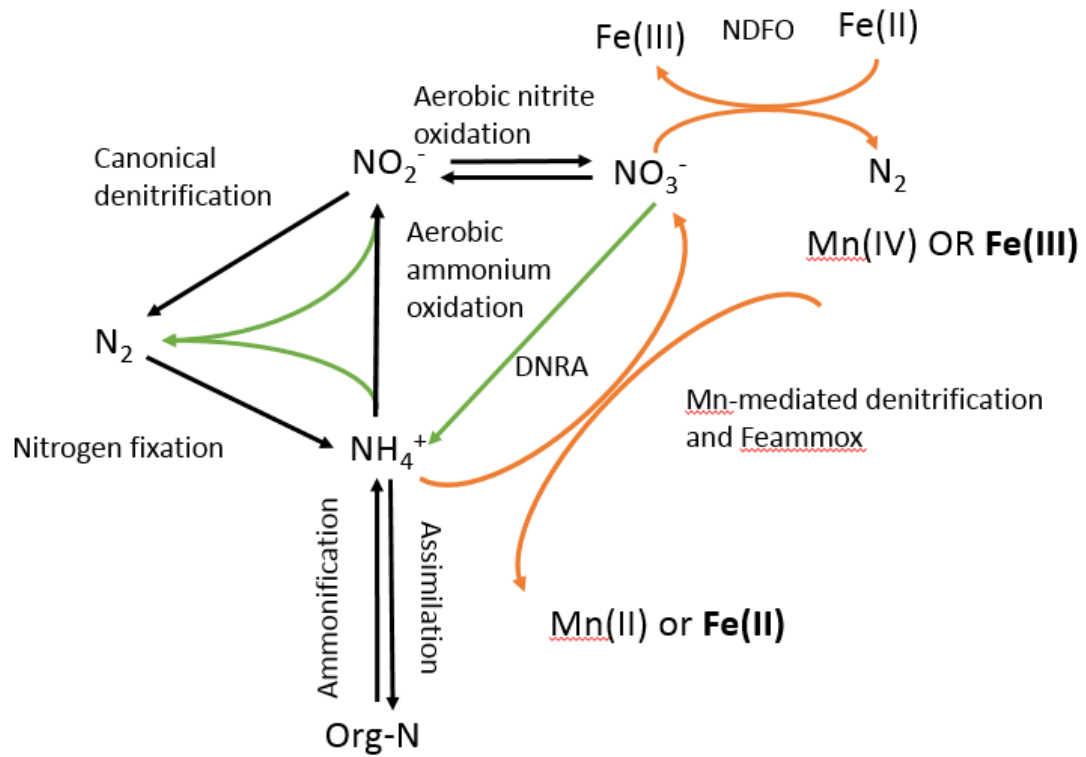 Fe(III)
NDFO
Fe(II)
Aerobic nitrite
oxidation
Canonical
denitrification
NO₂⁻
NO₃⁻
N₂
Mn(IV) OR Fe(III)
Aerobic
ammonium
oxidation
N₂
DNRA
Mn-mediated denitrification
and Feammox
Nitrogen fixation
NH₄⁺
Ammonification
Assimilation
Mn(II) or Fe(II)
Org-N